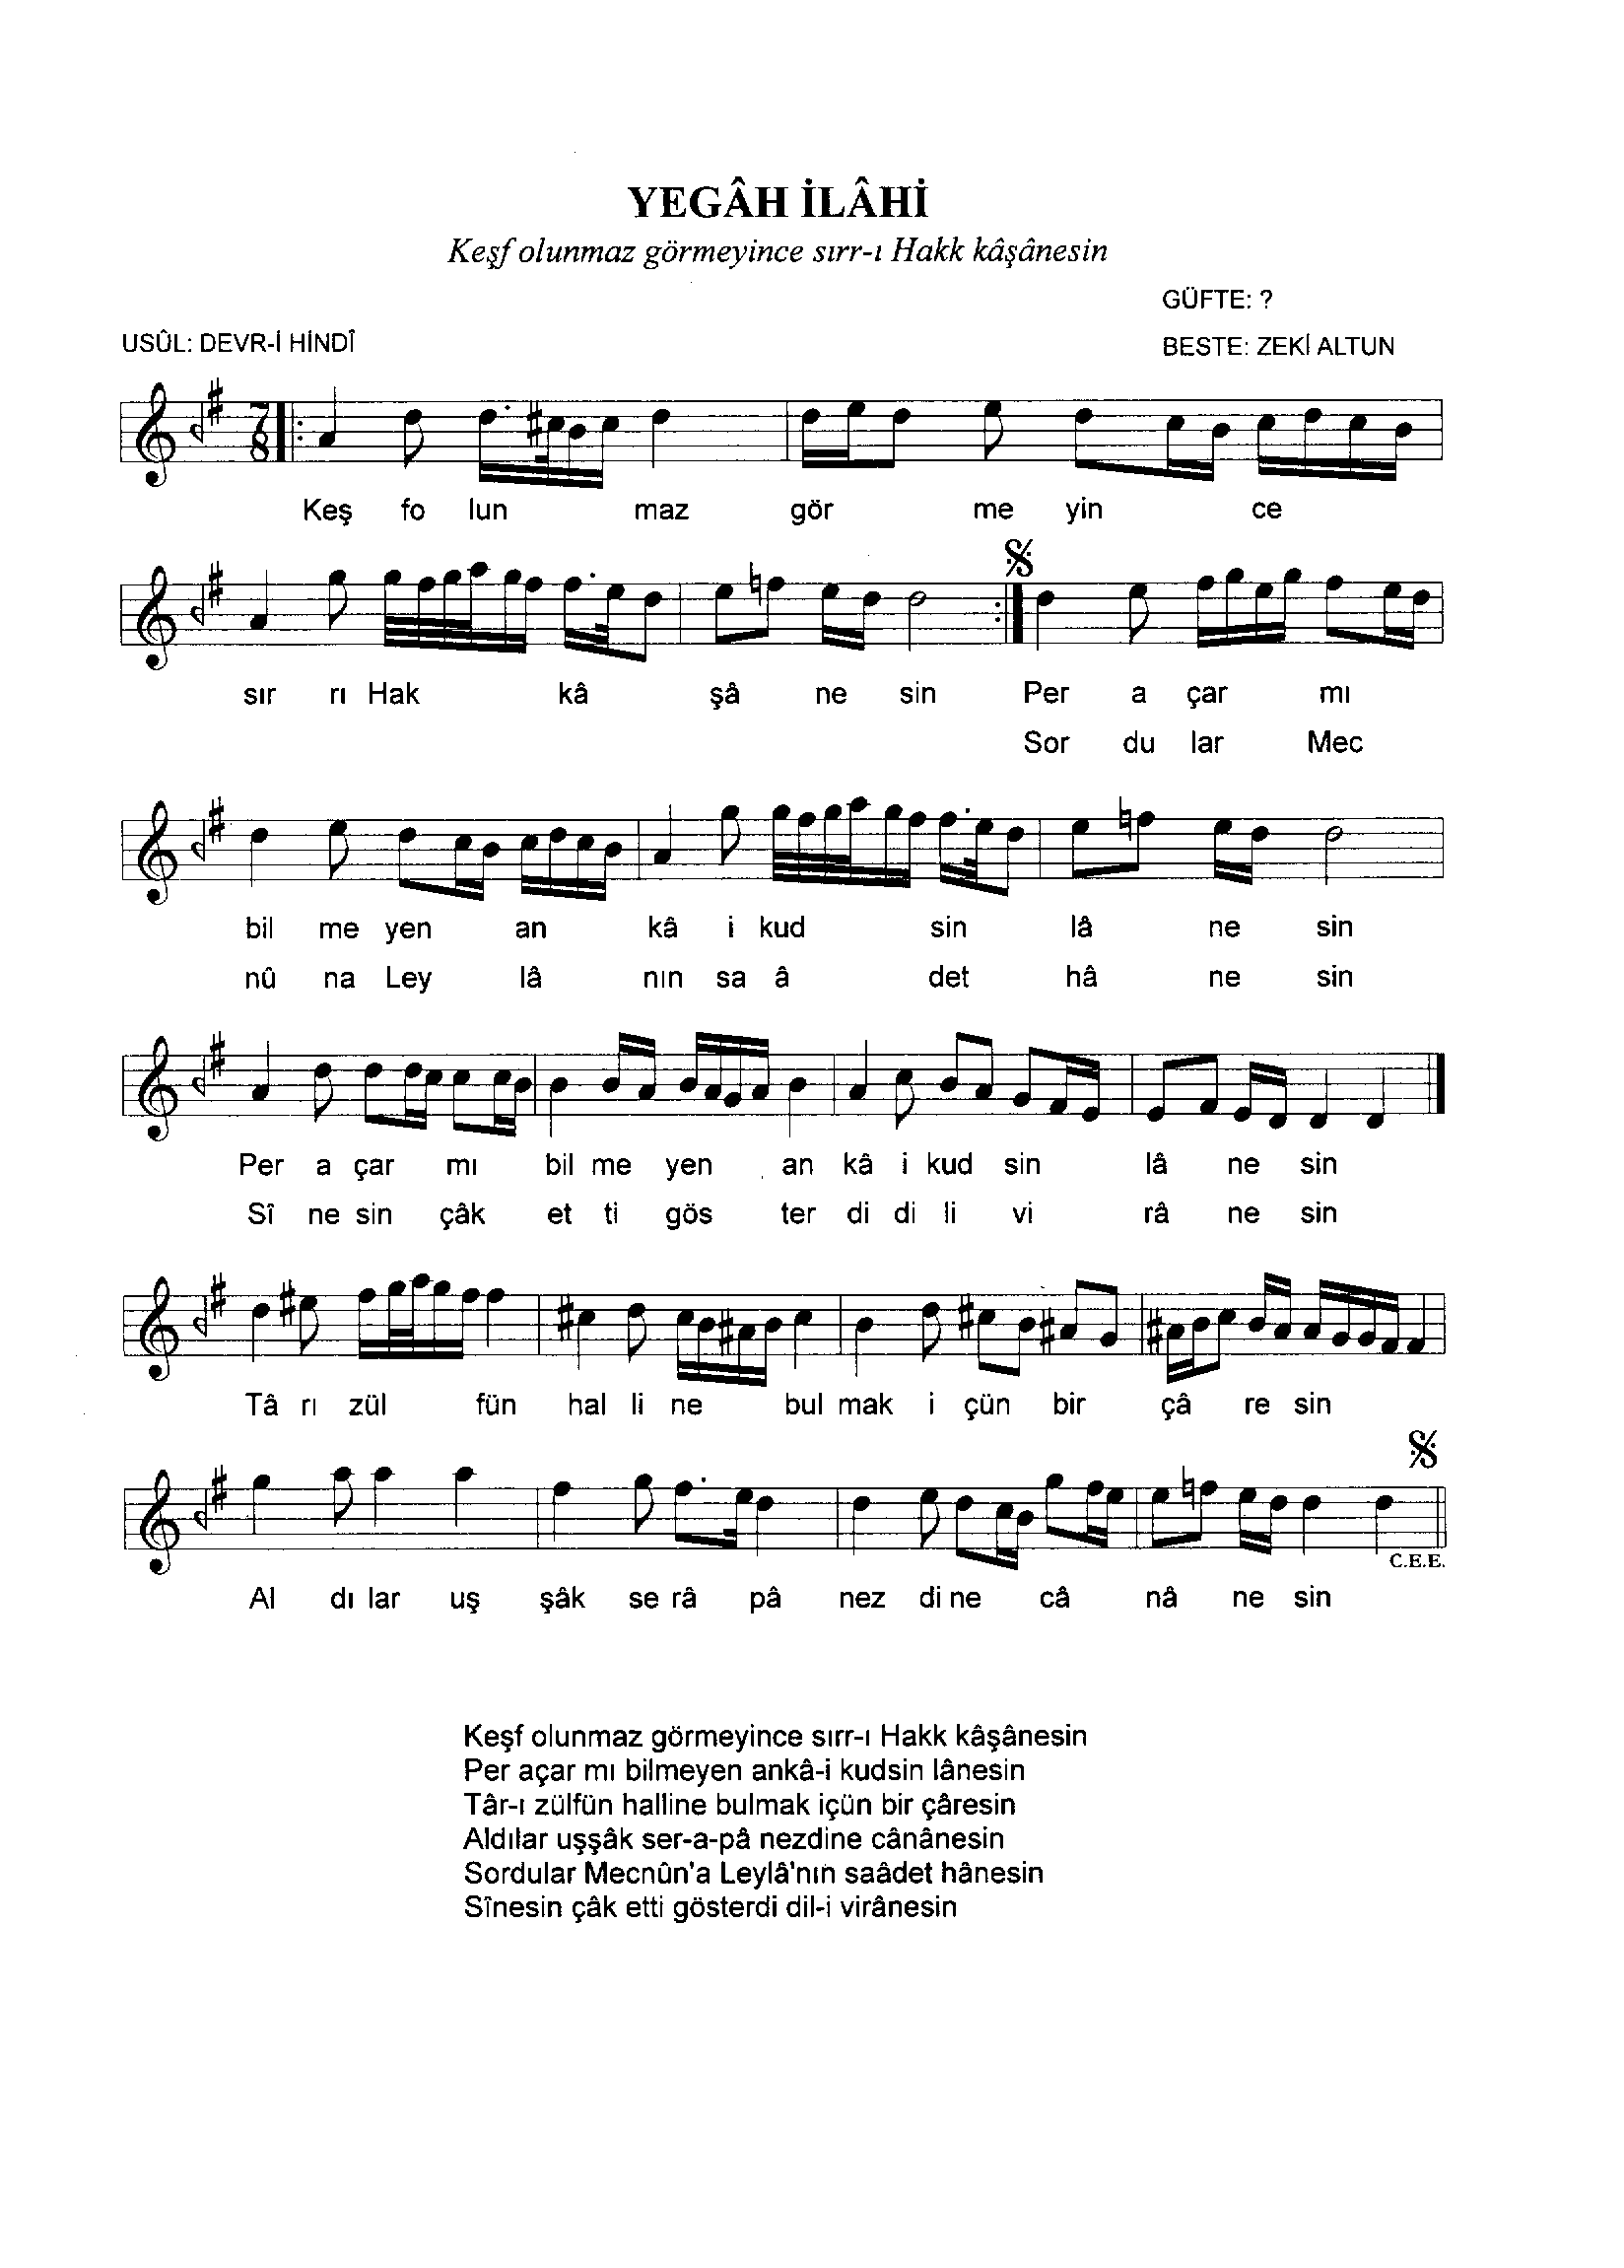 YEGÂH İLÂHİ
Keşf olunmaz görmeyince sırr-ı Hakk kâşânesin
GÜFTE: ?
USÛL: DEVR-İ HİNDÎ
BESTE: ZEKİ ALTUN
7
8
Keş fo lun maz gör me yin ce
sır rı Hak kâ şâ ne sin Per a çar mı
Sor du lar Mec
bil me yen an kâ i kud sin lâ ne sin
nû na Ley lâ nın sa â det hâ ne sin
Per a çar mı bil me yen an kâ i kud sin lâ ne sin
Sî ne sin çâk et ti gös ter di di li vi râ ne sin
Tâ rı zül fün hal li ne bul mak i çün bir çâ re sin
C.E.E.
Al dı lar uş şâk se râ pâ nez di ne câ nâ ne sin
Keşf olunmaz görmeyince sırr-ı Hakk kâşânesin
Per açar mı bilmeyen ankâ-i kudsin lânesin
Târ-ı zülfün halline bulmak içün bir çâresin
Aldılar uşşâk ser-a-pâ nezdine cânânesin
Sordular Mecnûn'a Leylâ'nın saâdet hânesin
Sînesin çâk etti gösterdi dil-i virânesin